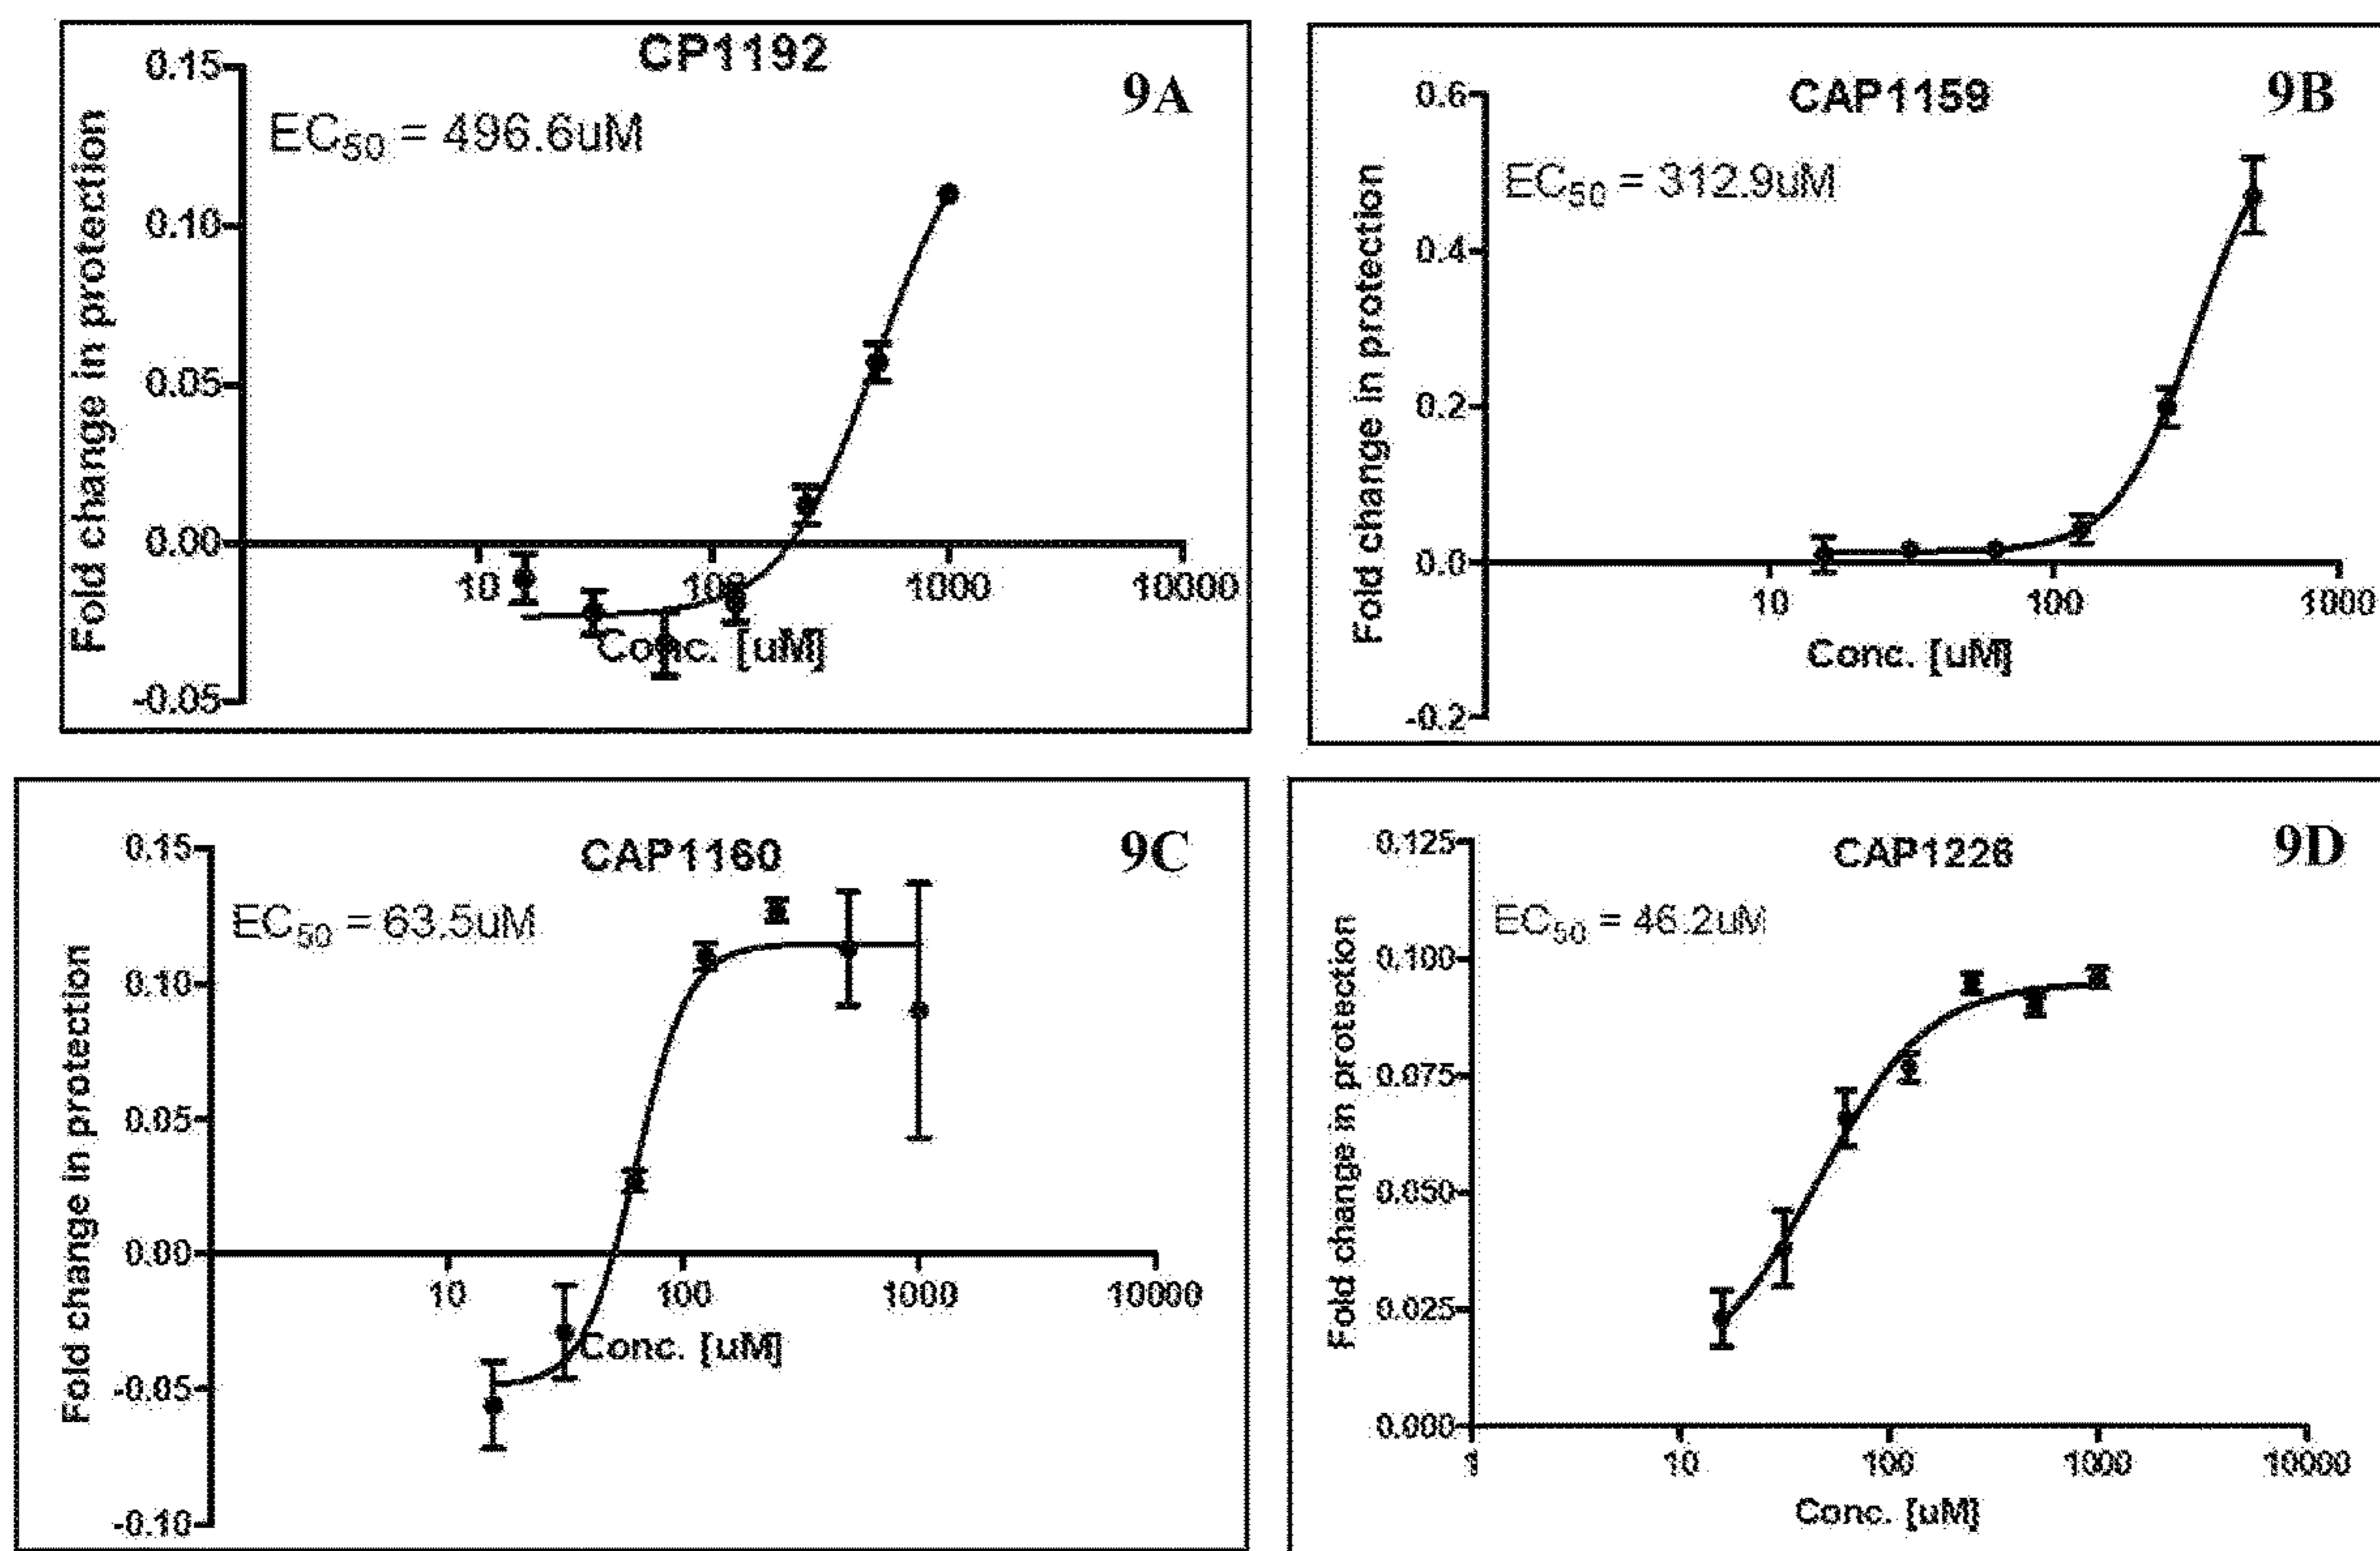 CP1192
9A
EC50 = 496.6uM
Fold change in protection
0.15
0.10
0.05
0.00
-0.05
10
100
1000
10000
Conc. [uM]
CAP1159
9B
EC50 = 312.9uM
Fold change in protection
0.6
0.4
0.2
0.0
-0.2
10
100
1000
Conc. [uM]
CAP1160
9C
EC50 = 63.5uM
Fold change in protection
0.15
0.10
0.05
0.00
-0.05
-0.10
10
100
1000
10000
Conc. [uM]
CAP1226
9D
EC50 = 46.2uM
Fold change in protection
0.125
0.100
0.075
0.050
0.025
0.000
1
10
100
1000
10000
Conc. [uM]